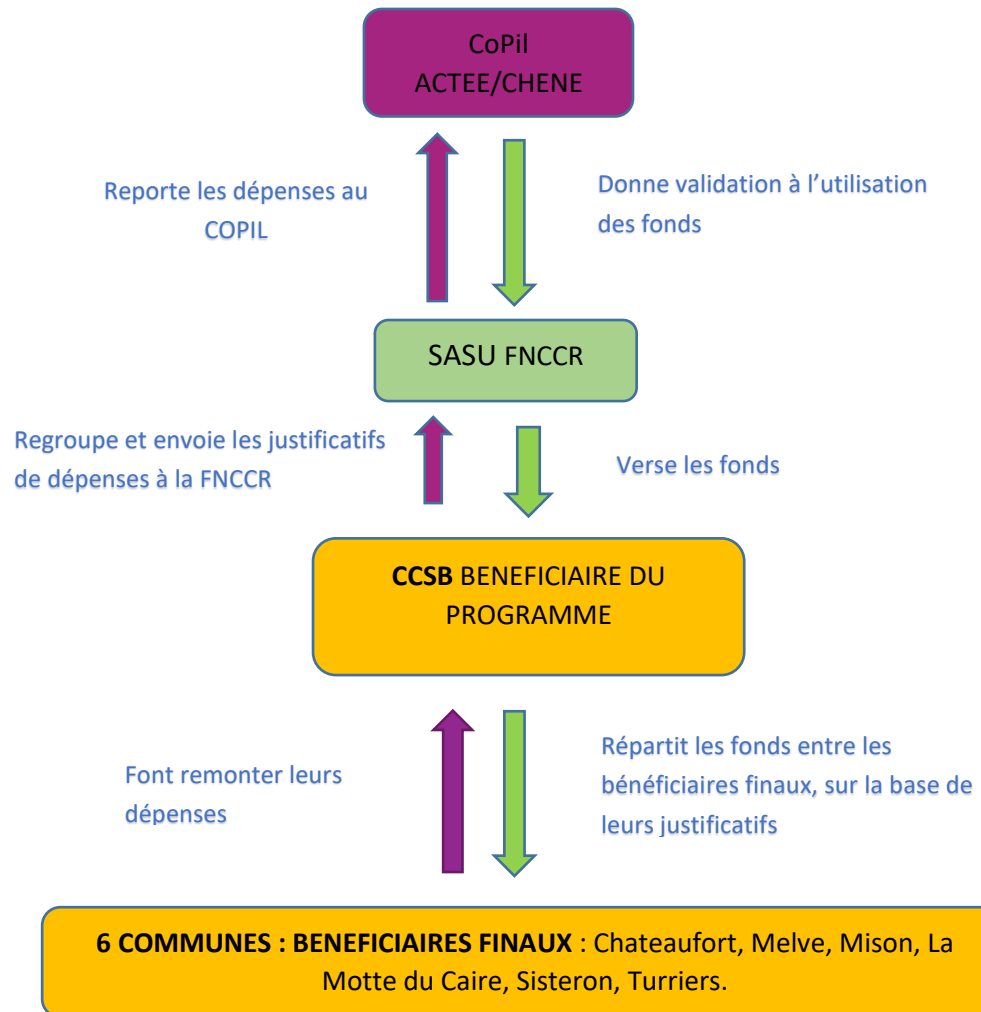 CoPil
ACTEE/CHENE
Reporte les dépenses au
COPIL
Donne validation à l’utilisation
des fonds
SASU FNCCR
Regroupe et envoie les justificatifs
de dépenses à la FNCCR
Verse les fonds
CCSB BENEFICIAIRE DU
PROGRAMME
Font remonter leurs
dépenses
Répartit les fonds entre les
bénéficiaires finaux, sur la base de
leurs justificatifs
6 COMMUNES : BENEFICIAIRES FINAUX : Chateaufort, Melve, Mison, La
Motte du Caire, Sisteron, Turriers.